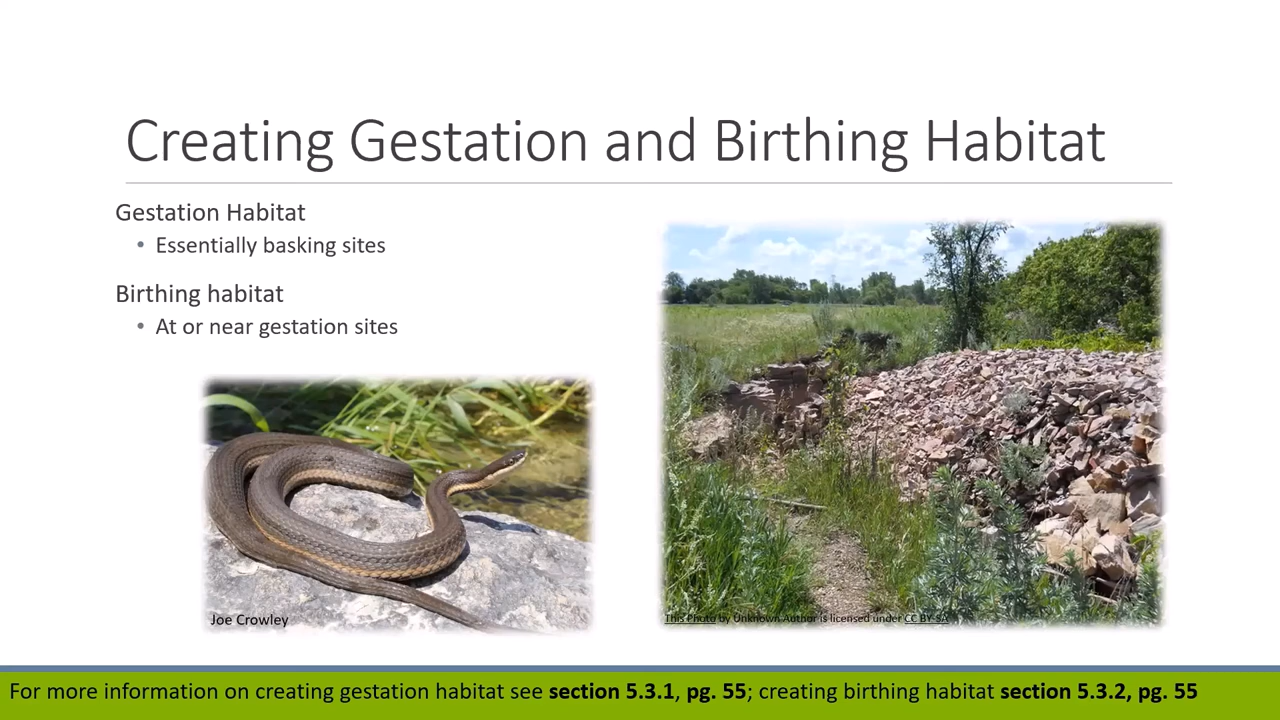 Creating Gestation and Birthing Habitat
Gestation Habitat
• Essentially basking sites
Birthing habitat
• At or near gestation sites
Joe Crowley
This Photo by Unknown Author is licensed under CC BY-SA
For more information on creating gestation habitat see section 5.3.1, pg. 55; creating birthing habitat section 5.3.2, pg. 55